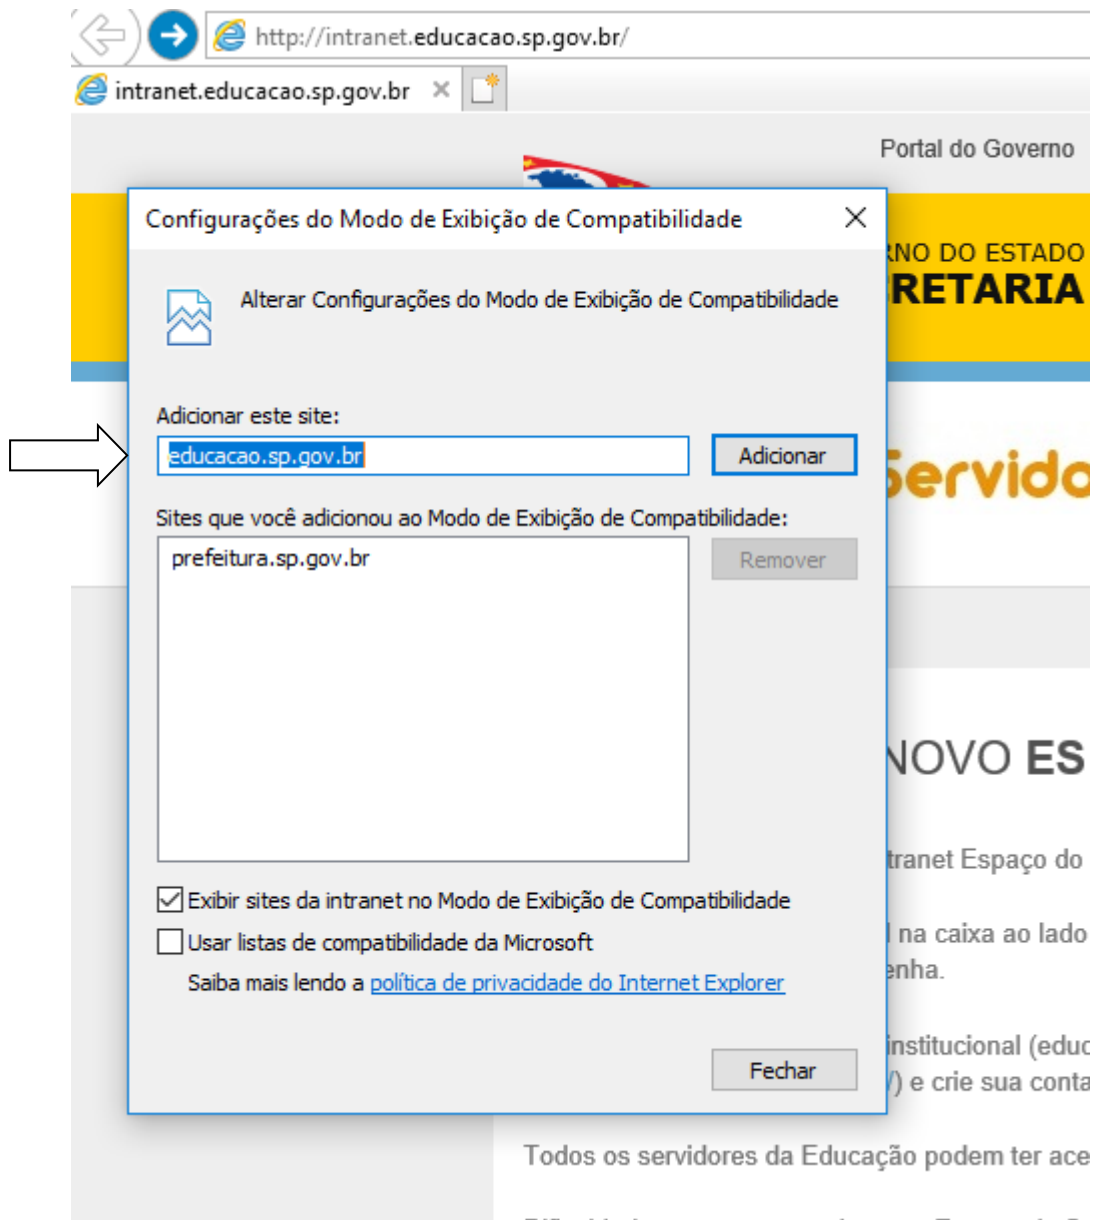 http://intranet.educacao.sp.gov.br/
intranet.educacao.sp.gov.br
Portal do Governo
Configurações do Modo de Exibição de Compatibilidade
RNO DO ESTADO
RETARIA
Alterar Configurações do Modo de Exibição de Compatibilidade
Adicionar este site:
educacao.sp.gov.br
Adicionar
Servido
Sites que você adicionou ao Modo de Exibição de Compatibilidade:
prefeitura.sp.gov.br
Remover
NOVO ES
tranet Espaço do
Exibir sites da intranet no Modo de Exibição de Compatibilidade
na caixa ao lado
Usar listas de compatibilidade da Microsoft
enha.
Saiba mais lendo a política de privacidade do Internet Explorer
institucional (educ
Fechar
/) e crie sua conta
Todos os servidores da Educação podem ter ace